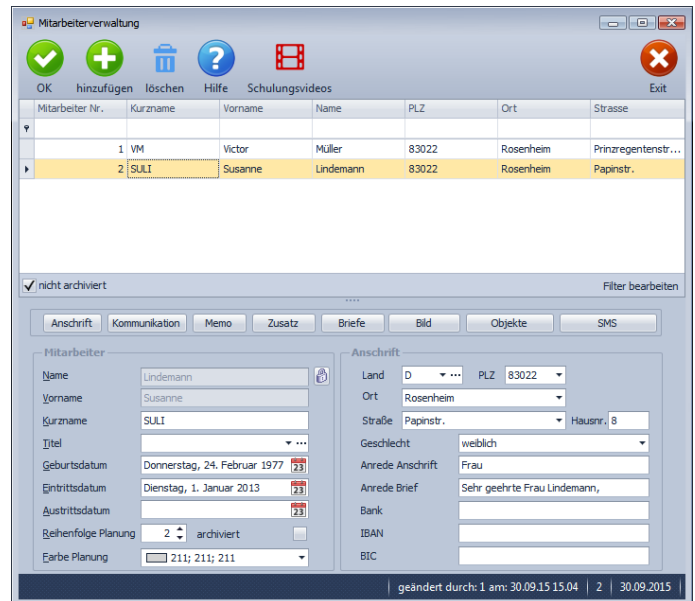 Mitarbeiterverwaltung
OK hinzufügen löschen Hilfe Schulungsvideos Exit
Mitarbeiter Nr. Kurzname Vorname Name PLZ Ort Strasse
1 VM Victor Müller 83022 Rosenheim Prinzregentenstr...
2 SULI Susanne Lindemann 83022 Rosenheim Papinstr.
nicht archiviert Filter bearbeiten
Anschrift Kommunikation Memo Zusatz Briefe Bild Objekte SMS
Mitarbeiter
Name Lindemann
Vorname Susanne
Kurzname SULI
Titel
Geburtsdatum Donnerstag, 24. Februar 1977 23
Eintrittsdatum Dienstag, 1. Januar 2013 23
Austrittsdatum 23
Reihenfolge Planung 2 archiviert
Farbe Planung 211; 211; 211
Anschrift
Land D PLZ 83022
Ort Rosenheim
Straße Papinstr. Hausnr. 8
Geschlecht weiblich
Anrede Anschrift Frau
Anrede Brief Sehr geehrte Frau Lindemann,
Bank
IBAN
BIC
geändert durch: 1 am: 30.09.15 15.04 2 30.09.2015